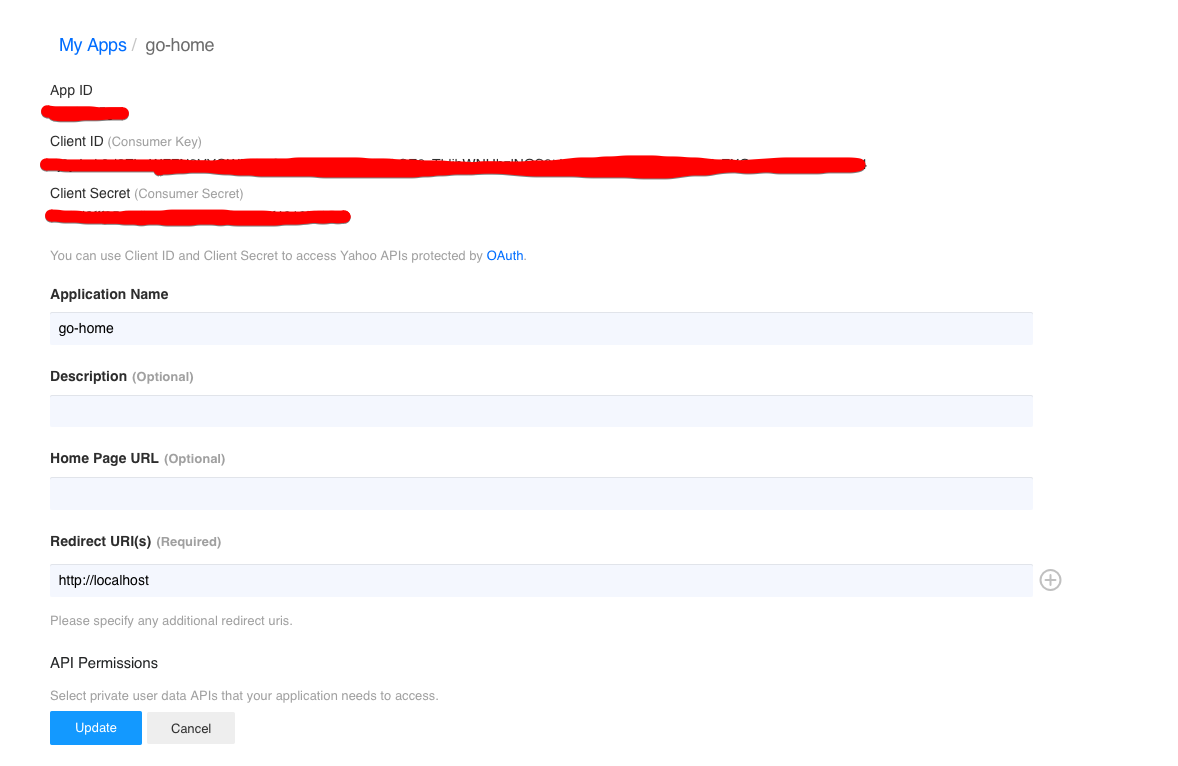 My Apps / go-home
App ID
Client ID (Consumer Key)
Client Secret (Consumer Secret)
You can use Client ID and Client Secret to access Yahoo APIs protected by OAuth.
Application Name
go-home
Description (Optional)
Home Page URL (Optional)
Redirect URI(s) (Required)
http://localhost
Please specify any additional redirect uris.
API Permissions
Select private user data APIs that your application needs to access.
Update Cancel